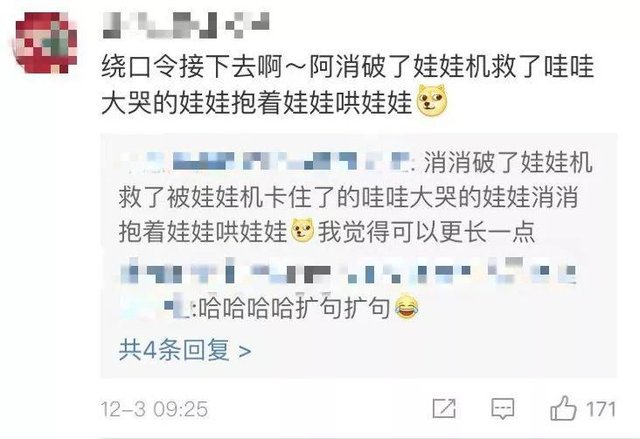 绕口令接下去啊～阿消破了娃娃机救了哇哇
大哭的娃娃抱着娃娃哄娃娃
: 消消破了娃娃机
救了被娃娃机卡住了的哇哇大哭的娃娃消消
抱着娃娃哄娃娃 我觉得可以更长一点
:哈哈哈哈扩句扩句
共4条回复 >
12-3 09:25
171